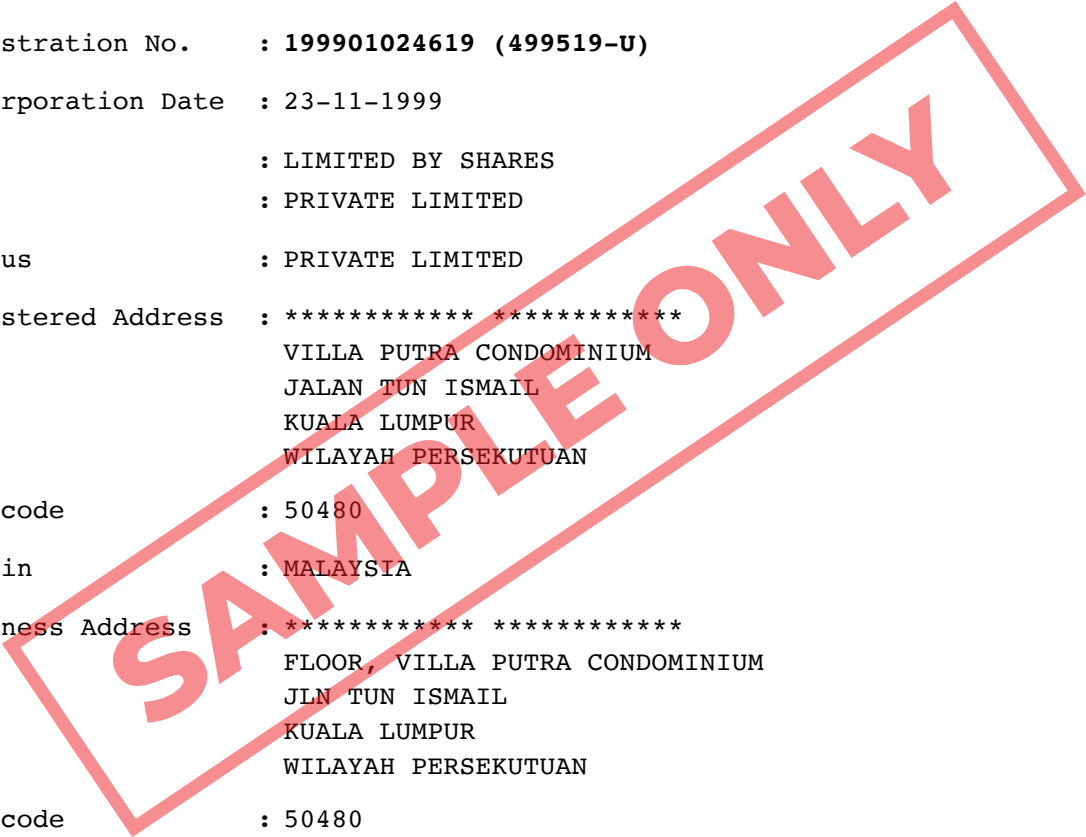 stration No. : 199901024619 (499519-U)
rporation Date : 23-11-1999
: LIMITED BY SHARES
: PRIVATE LIMITED
us : PRIVATE LIMITED
stered Address : ************ ************
VILLA PUTRA CONDOMINIUM
JALAN TUN ISMAIL
KUALA LUMPUR
WILAYAH PERSEKUTUAN
code : 50480
in : MALAYSIA
ness Address : ************ ************
FLOOR, VILLA PUTRA CONDOMINIUM
JLN TUN ISMAIL
KUALA LUMPUR
WILAYAH PERSEKUTUAN
code : 50480
SAMPLE ONLY